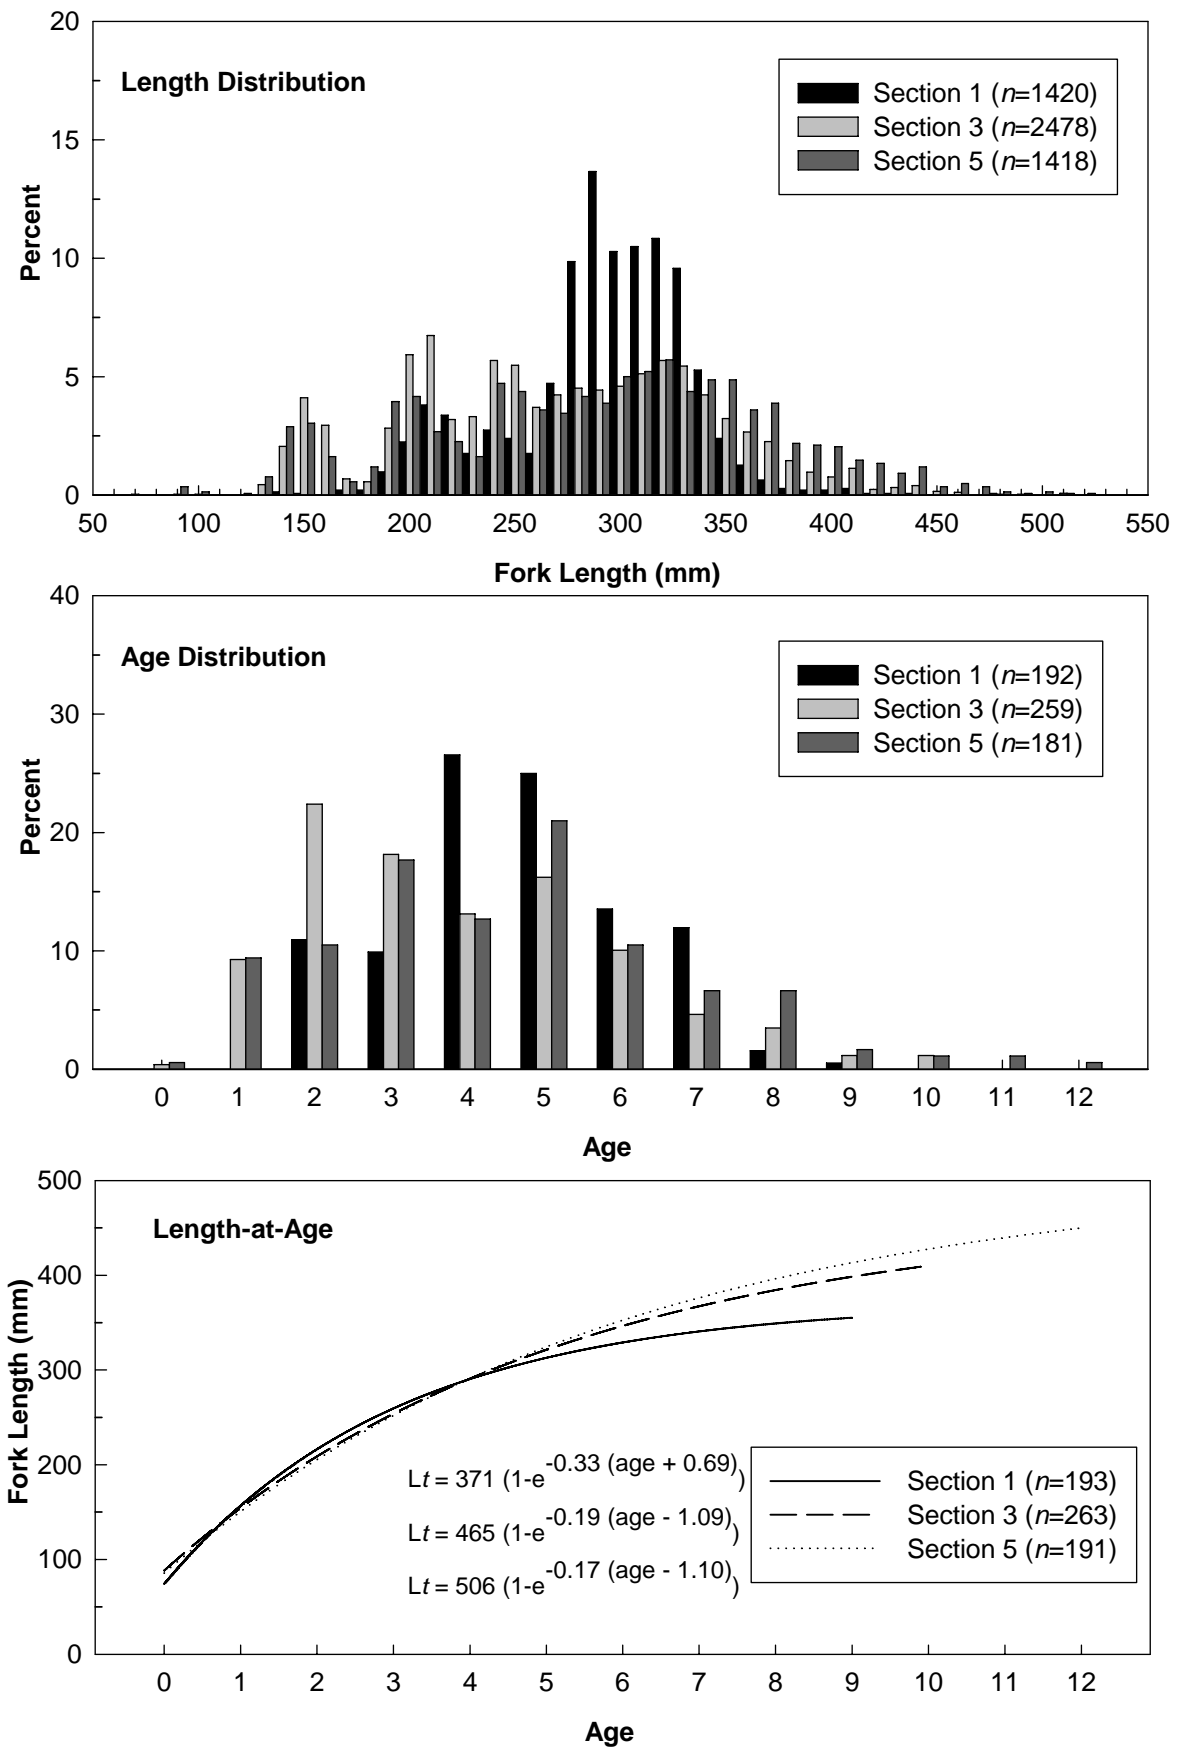 20
Length Distribution
Section 1 (n=1420)
Section 3 (n=2478)
Section 5 (n=1418)
15
10
5
0
Percent
50 100 150 200 250 300 350 400 450 500 550
Fork Length (mm)
40
Age Distribution
Section 1 (n=192)
Section 3 (n=259)
Section 5 (n=181)
30
20
10
0
Percent
0 1 2 3 4 5 6 7 8 9 10 11 12
Age
500
Length-at-Age
400
300
200
100
0
Fork Length (mm)
Lt = 371 (1-e-0.33 (age + 0.69))
Lt = 465 (1-e-0.19 (age - 1.09))
Lt = 506 (1-e-0.17 (age - 1.10))
Section 1 (n=193)
Section 3 (n=263)
Section 5 (n=191)
0 1 2 3 4 5 6 7 8 9 10 11 12
Age